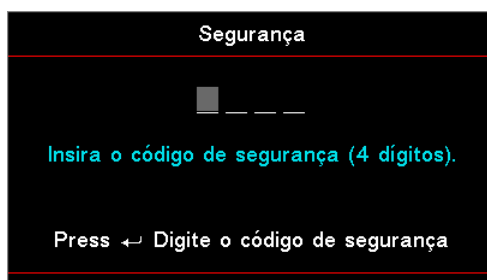 Segurança
Insira o código de segurança (4 dígitos).
Press ↵ Digite o código de segurança